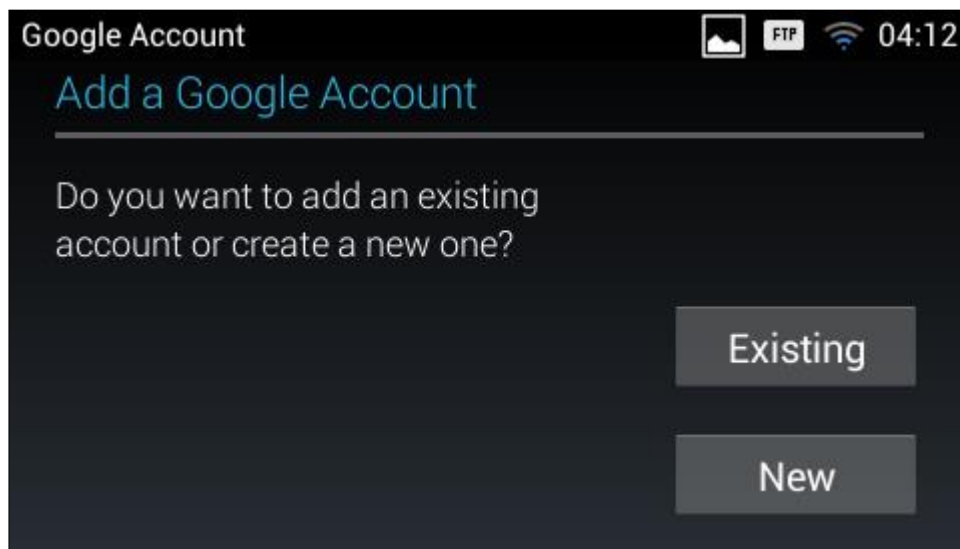 Google Account
FTP
04:12
Add a Google Account
Do you want to add an existing
account or create a new one?
Existing
New